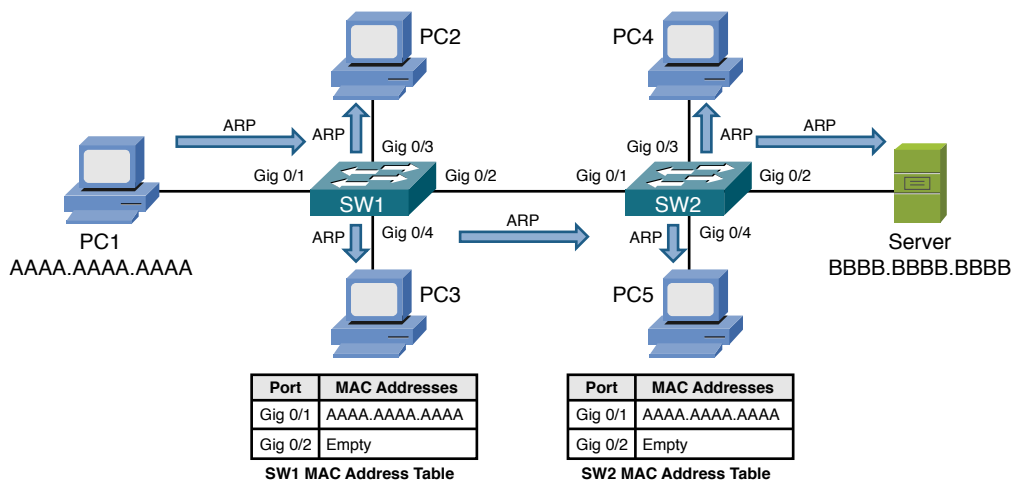 PC2
PC4
ARP
ARP
ARP
ARP
Gig 0/3
Gig 0/3
Gig 0/1
Gig 0/2
Gig 0/1
Gig 0/2
SW1
SW2
ARP
Gig 0/4
ARP
ARP
Gig 0/4
PC1
AAAA.AAAA.AAAA
Server
BBBB.BBBB.BBBB
PC3
PC5
Port MAC Addresses
Gig 0/1 AAAA.AAAA.AAAA
Gig 0/2 Empty
SW1 MAC Address Table
Port MAC Addresses
Gig 0/1 AAAA.AAAA.AAAA
Gig 0/2 Empty
SW2 MAC Address Table